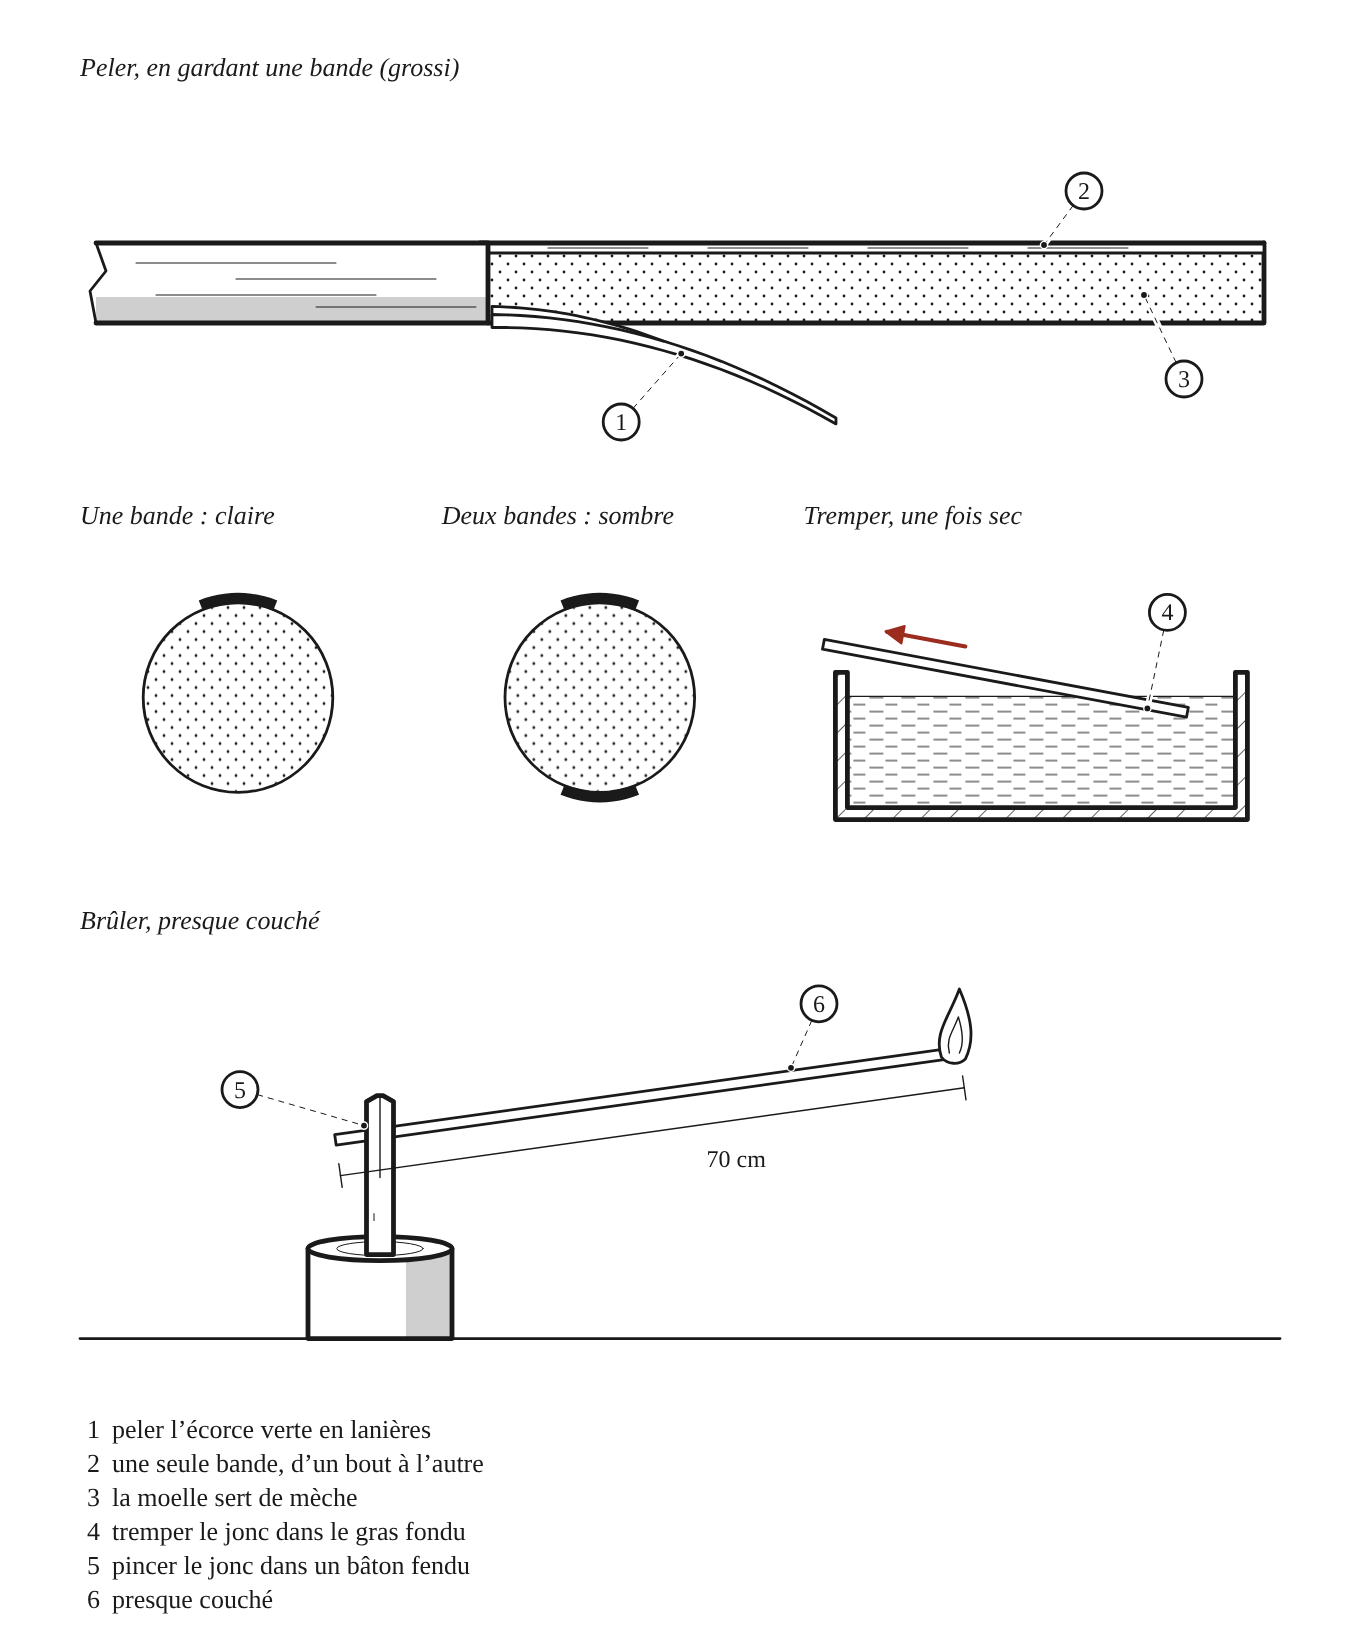 Peler, en gardant une bande (grossi)
2
3
1
Une bande : claire
Deux bandes : sombre
Tremper, une fois sec
4
Brûler, presque couché
6
5
70 cm
1 peler l’écorce verte en lanières
2 une seule bande, d’un bout à l’autre
3 la moelle sert de mèche
4 tremper le jonc dans le gras fondu
5 pincer le jonc dans un bâton fendu
6 presque couché